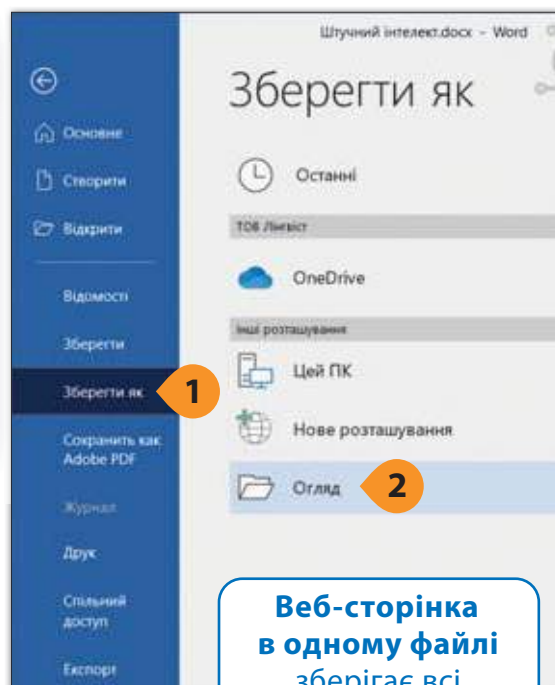 Штучний інтелект.docx - Word
Зберегти як
Основне
Створити
Відкрити
Відомості
Зберегти
Зберегти як
1
Сохранить как
Adobe PDF
Журнал
Друк
Спільний
доступ
Експорт
Останні
ТОВ Лінгвіст
OneDrive
Інші розташування
Цей ПК
Нове розташування
Огляд
2
Веб-сторінка
в одному файлі
зберігає всі